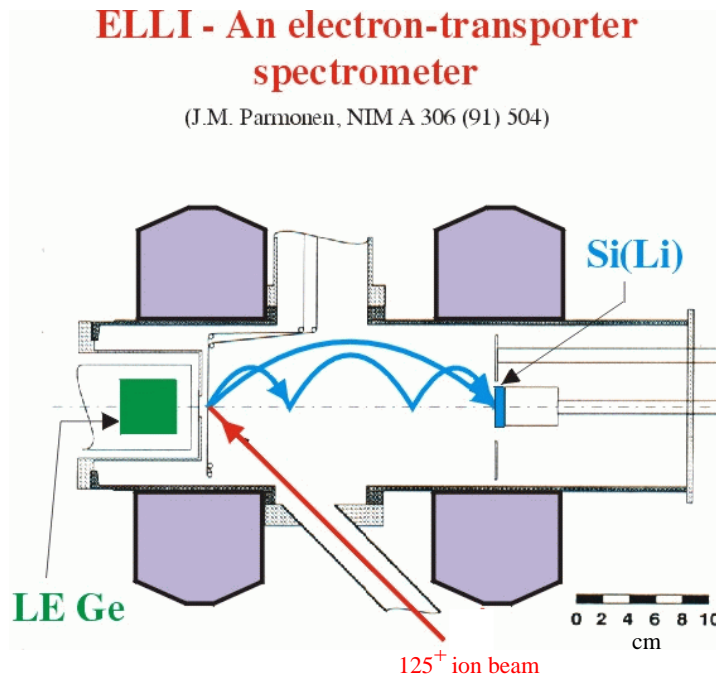 ELLI - An electron-transporter
spectrometer
(J.M. Parmonen, NIM A 306 (91) 504)
Si(Li)
LE Ge
0 2 4 6 8 10
cm
125+ ion beam